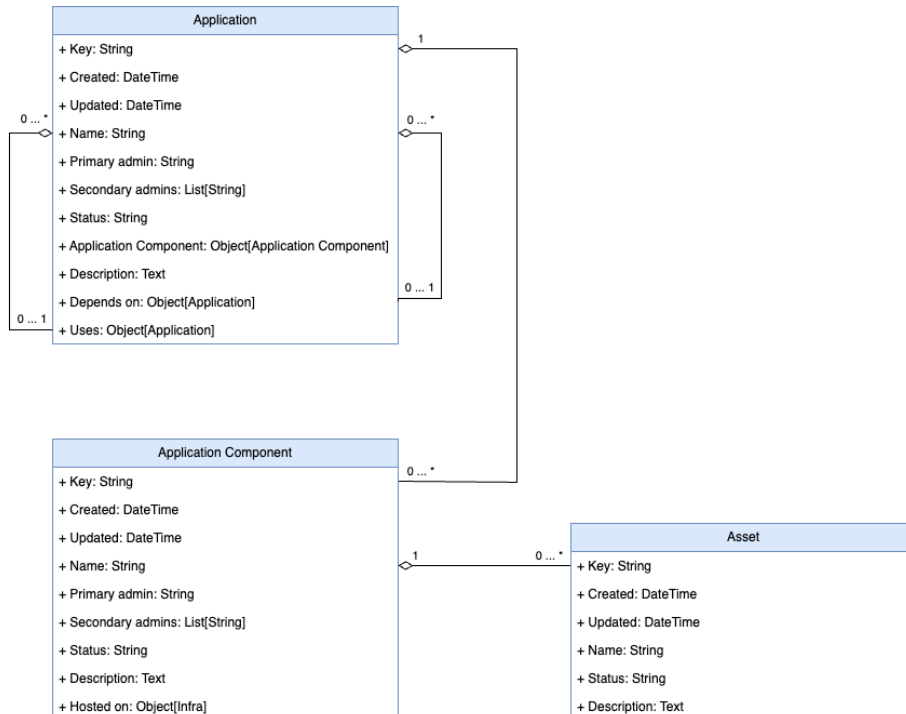 Application
+ Key: String
1
+ Created: DateTime
+ Updated: DateTime
0 ... *
0 ... *
+ Name: String
+ Primary admin: String
+ Secondary admins: List[String]
+ Status: String
+ Application Component: Object[Application Component]
+ Description: Text
0 ... 1
+ Depends on: Object[Application]
0 ... 1
+ Uses: Object[Application]
Application Component
0 ... *
+ Key: String
+ Created: DateTime
+ Updated: DateTime
1
0 ... *
+ Name: String
+ Primary admin: String
+ Secondary admins: List[String]
+ Status: String
+ Description: Text
+ Hosted on: Object[Infra]
Asset
+ Key: String
+ Created: DateTime
+ Updated: DateTime
+ Name: String
+ Status: String
+ Description: Text